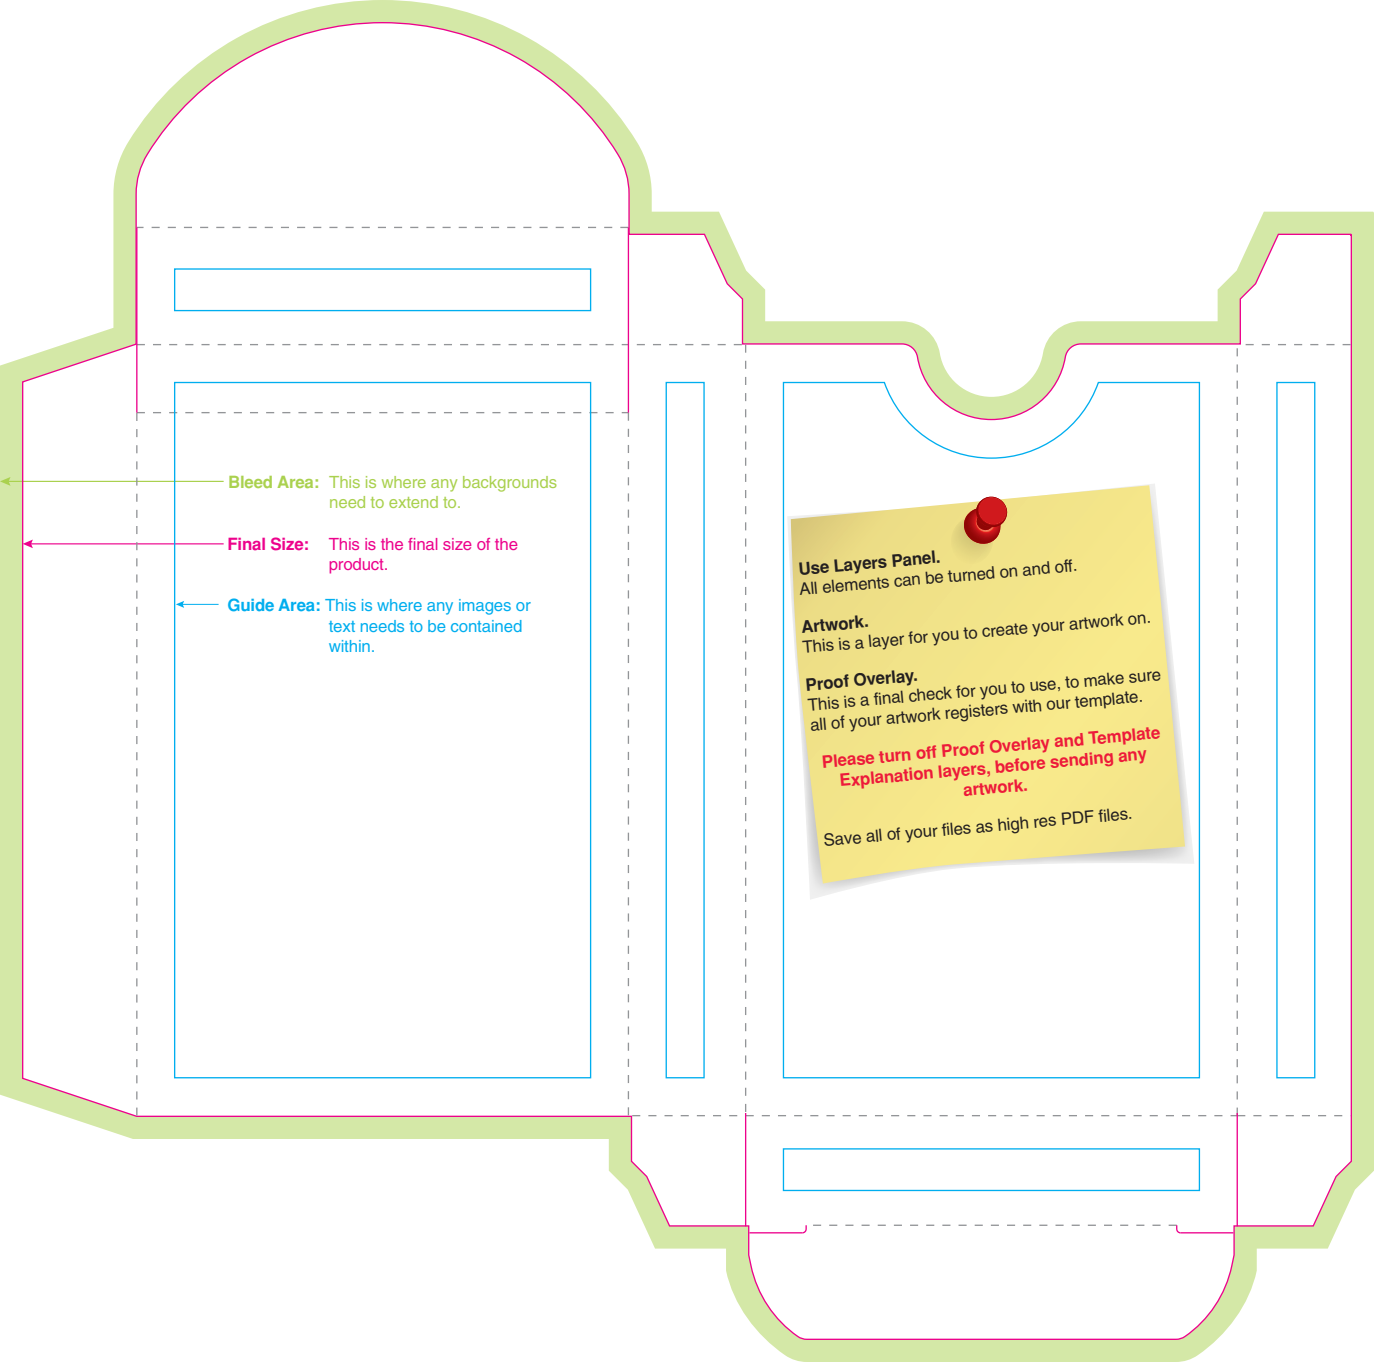 Bleed Area: This is where any backgrounds
need to extend to.
Final Size: This is the final size of the
product.
Guide Area: This is where any images or
text needs to be contained
within.
Use Layers Panel.
All elements can be turned on and off.
Artwork.
This is a layer for you to create your artwork on.
Proof Overlay.
This is a final check for you to use, to make sure
all of your artwork registers with our template.
Please turn off Proof Overlay and Template
Explanation layers, before sending any
artwork.
Save all of your files as high res PDF files.